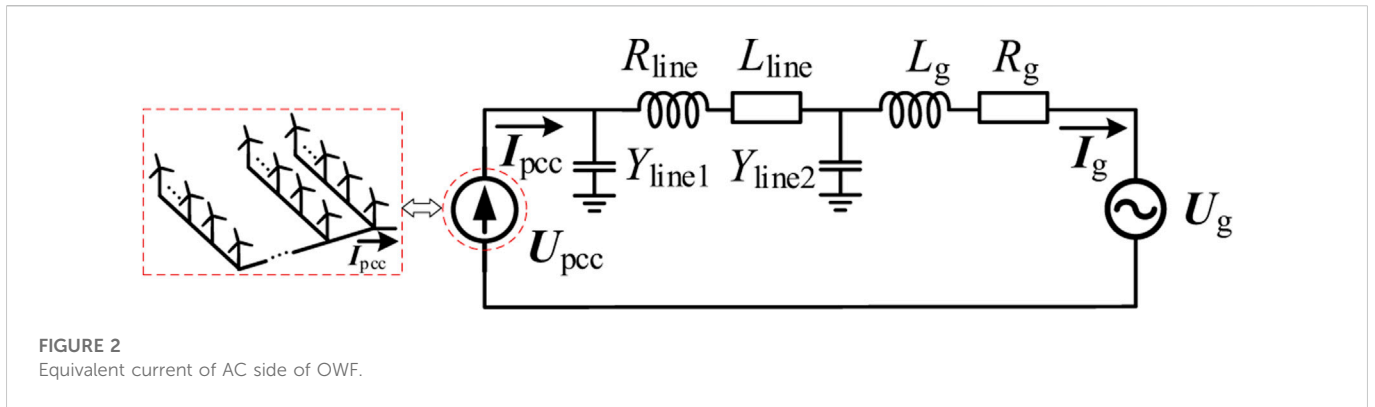 R_line L_line L_g R_g
I_pcc Y_line1 Y_line2 I_g
U_g
I_pcc U_pcc
FIGURE 2
Equivalent current of AC side of OWF.